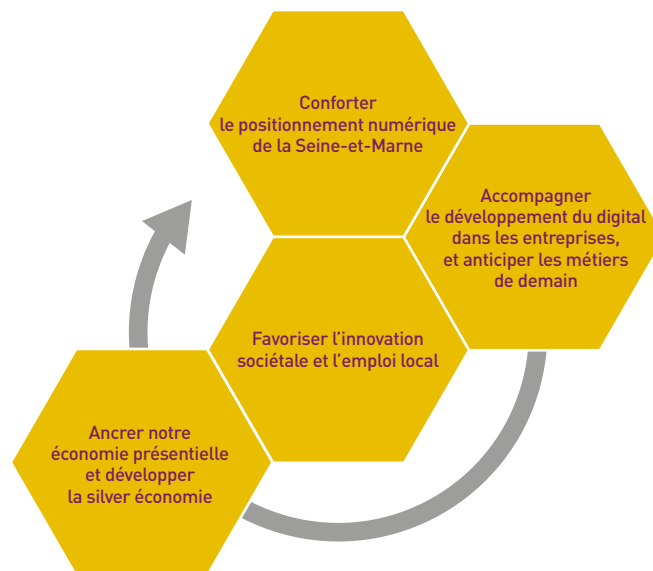 Conforter
le positionnement numérique
de la Seine-et-Marne
Accompagner
le développement du digital
dans les entreprises,
et anticiper les métiers
de demain
Favoriser l’innovation
sociétale et l’emploi local
Ancrer notre
économie présentielle
et développer
la silver économie